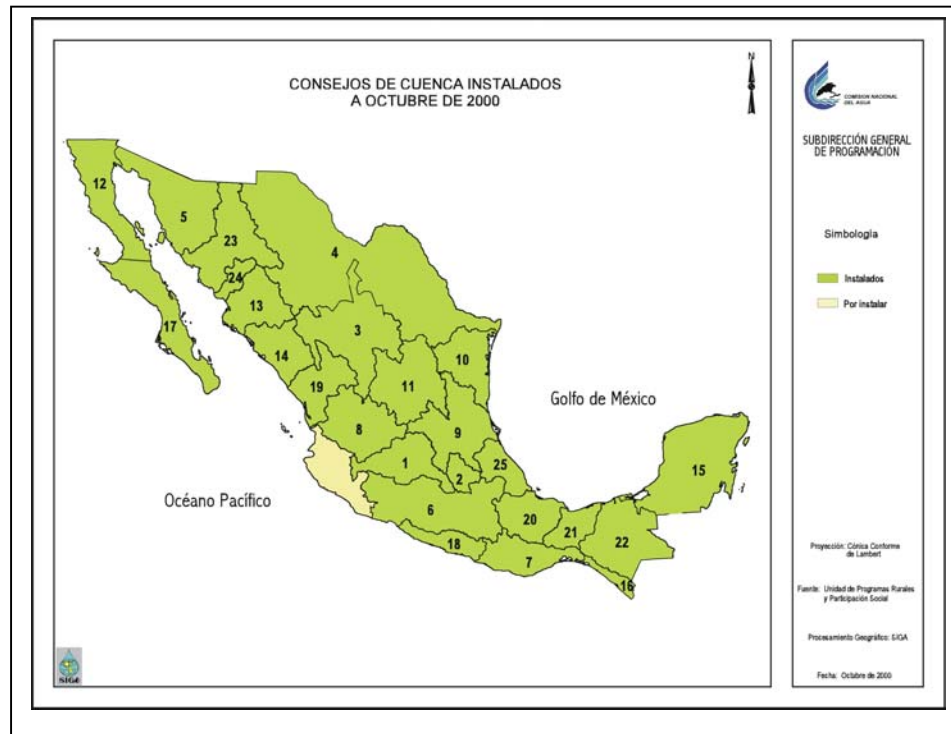 CONSEJOS DE CUENCA INSTALADOS
A OCTUBRE DE 2000
N
12
5
23
4
24
13
17
3
14
10
19
11
8
9
Golfo de México
1
2
25
15
Océano Pacífico
6
20
21
22
18
7
16
SIGA
COMISION NACIONAL
DEL AGUA
SUBDIRECCIÓN GENERAL
DE PROGRAMACIÓN
Simbología
Instalados
Por instalar
Proyección: Cónica Conforme
de Lambert
Fuente: Unidad de Programas Rurales
y Participación Social
Procesamiento Geográfico: SIGA
Fecha: Octubre de 2000